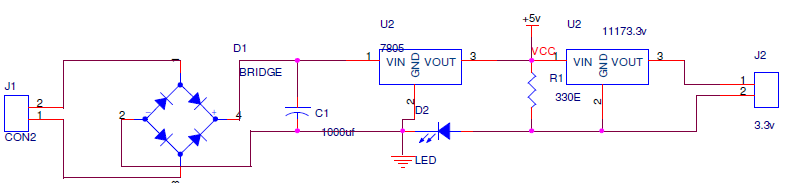 +5v
U2
U2
11173.3v
D1
7805
VCC
J2
1
VIN
GND
VOUT
3
1
VIN
GND
VOUT
3
BRIDGE
J1
R1
1
2
1
2
2
- +
4
C1
2
D2
330E
2
CON2
1000uf
3.3v
LED
3